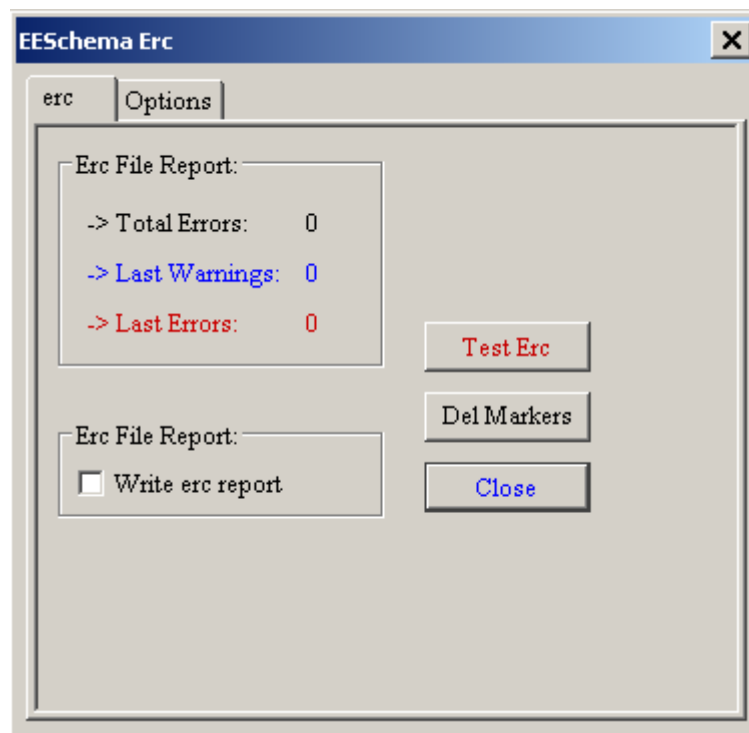 EESchema Erc
erc
Options
Erc File Report:
-> Total Errors: 0
-> Last Warnings: 0
-> Last Errors: 0
Test Erc
Del Markers
Erc File Report:
Write erc report
Close